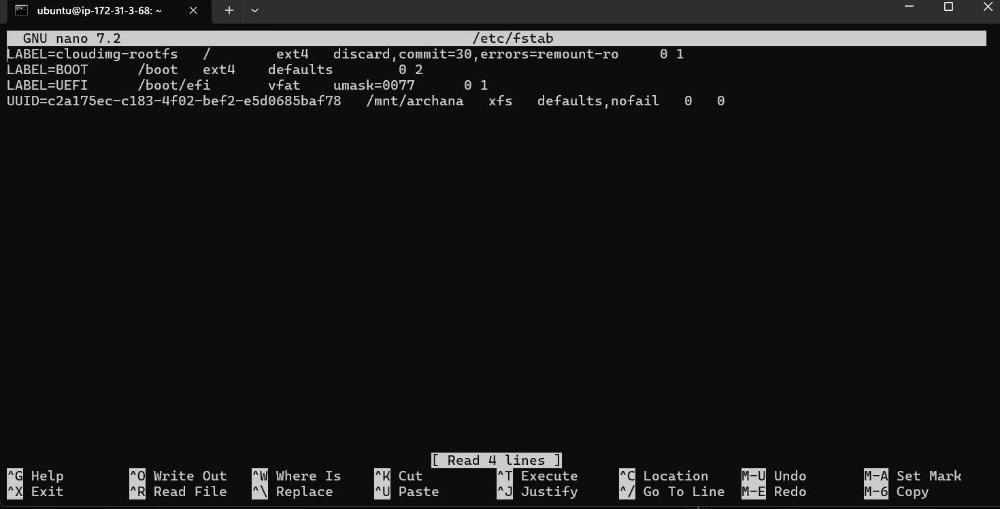 ubuntu@ip-172-31-3-68: ~
GNU nano 7.2 /etc/fstab
LABEL=cloudimg-rootfs / ext4 discard,commit=30,errors=remount-ro 0 1
LABEL=BOOT /boot ext4 defaults 0 2
LABEL=UEFI /boot/efi vfat umask=0077 0 1
UUID=c2a175ec-c183-4f02-bef2-e5d0685baf78 /mnt/archana xfs defaults,nofail 0 0
[ Read 4 lines ]
^G Help ^O Write Out ^W Where Is ^K Cut ^T Execute ^C Location M-U Undo M-A Set Mark
^X Exit ^R Read File ^\ Replace ^U Paste ^J Justify ^/ Go To Line M-E Redo M-6 Copy